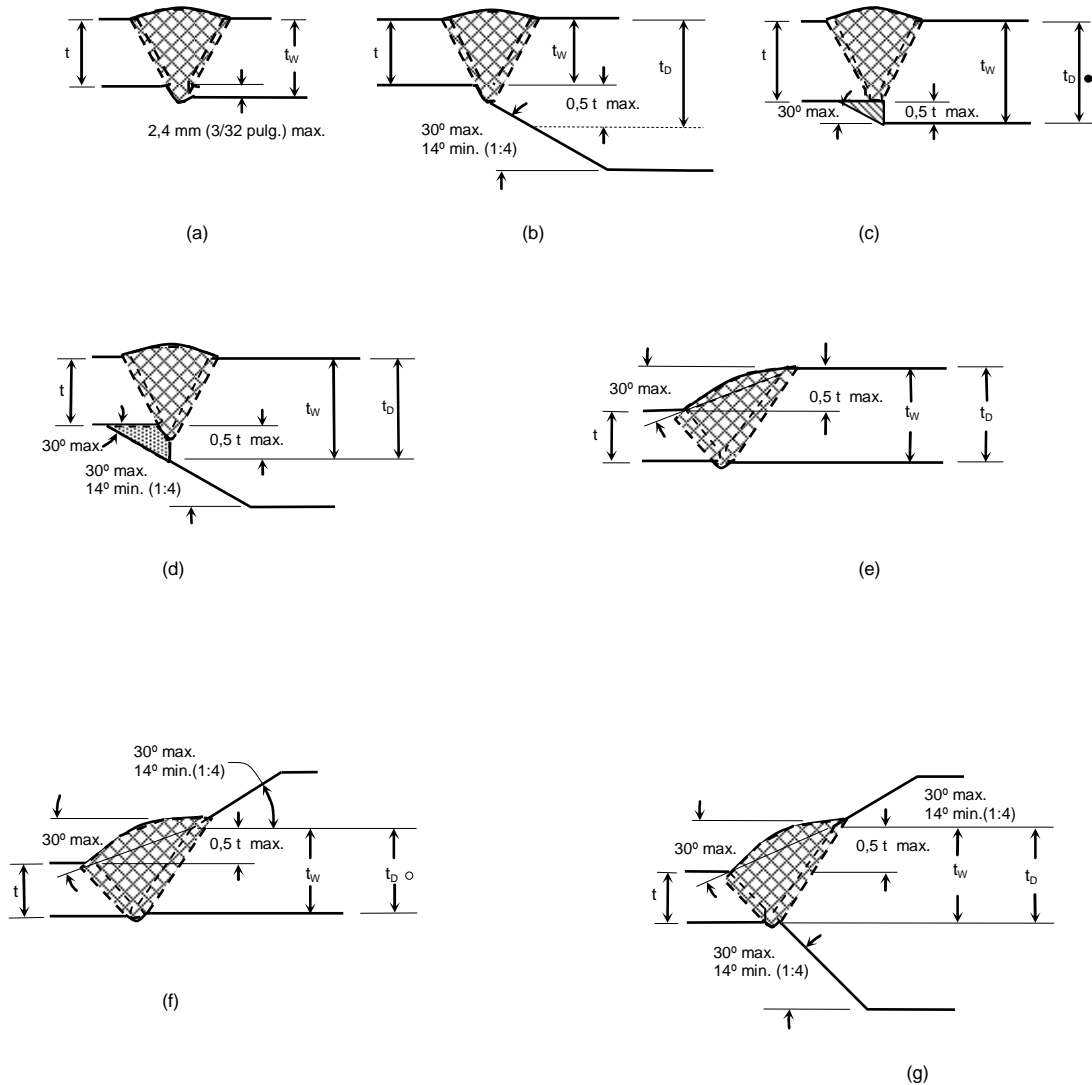 t
t_W
2,4 mm (3/32 pulg.) max.
(a)
t
t_W
t_D
0,5 t max.
30º max.
14º min. (1:4)
(b)
t
t_W
t_D
30º max.
0,5 t max.
(c)
t
t_W
t_D
30º max.
0,5 t max.
30º max.
14º min. (1:4)
(d)
30º max.
0,5 t max.
t
t_W
t_D
(e)
30º max.
14º min.(1:4)
30º max.
0,5 t max.
t
t_W
t_D
(f)
30º max.
14º min.(1:4)
30º max.
0,5 t max.
t
t_W
t_D
30º max.
14º min. (1:4)
(g)